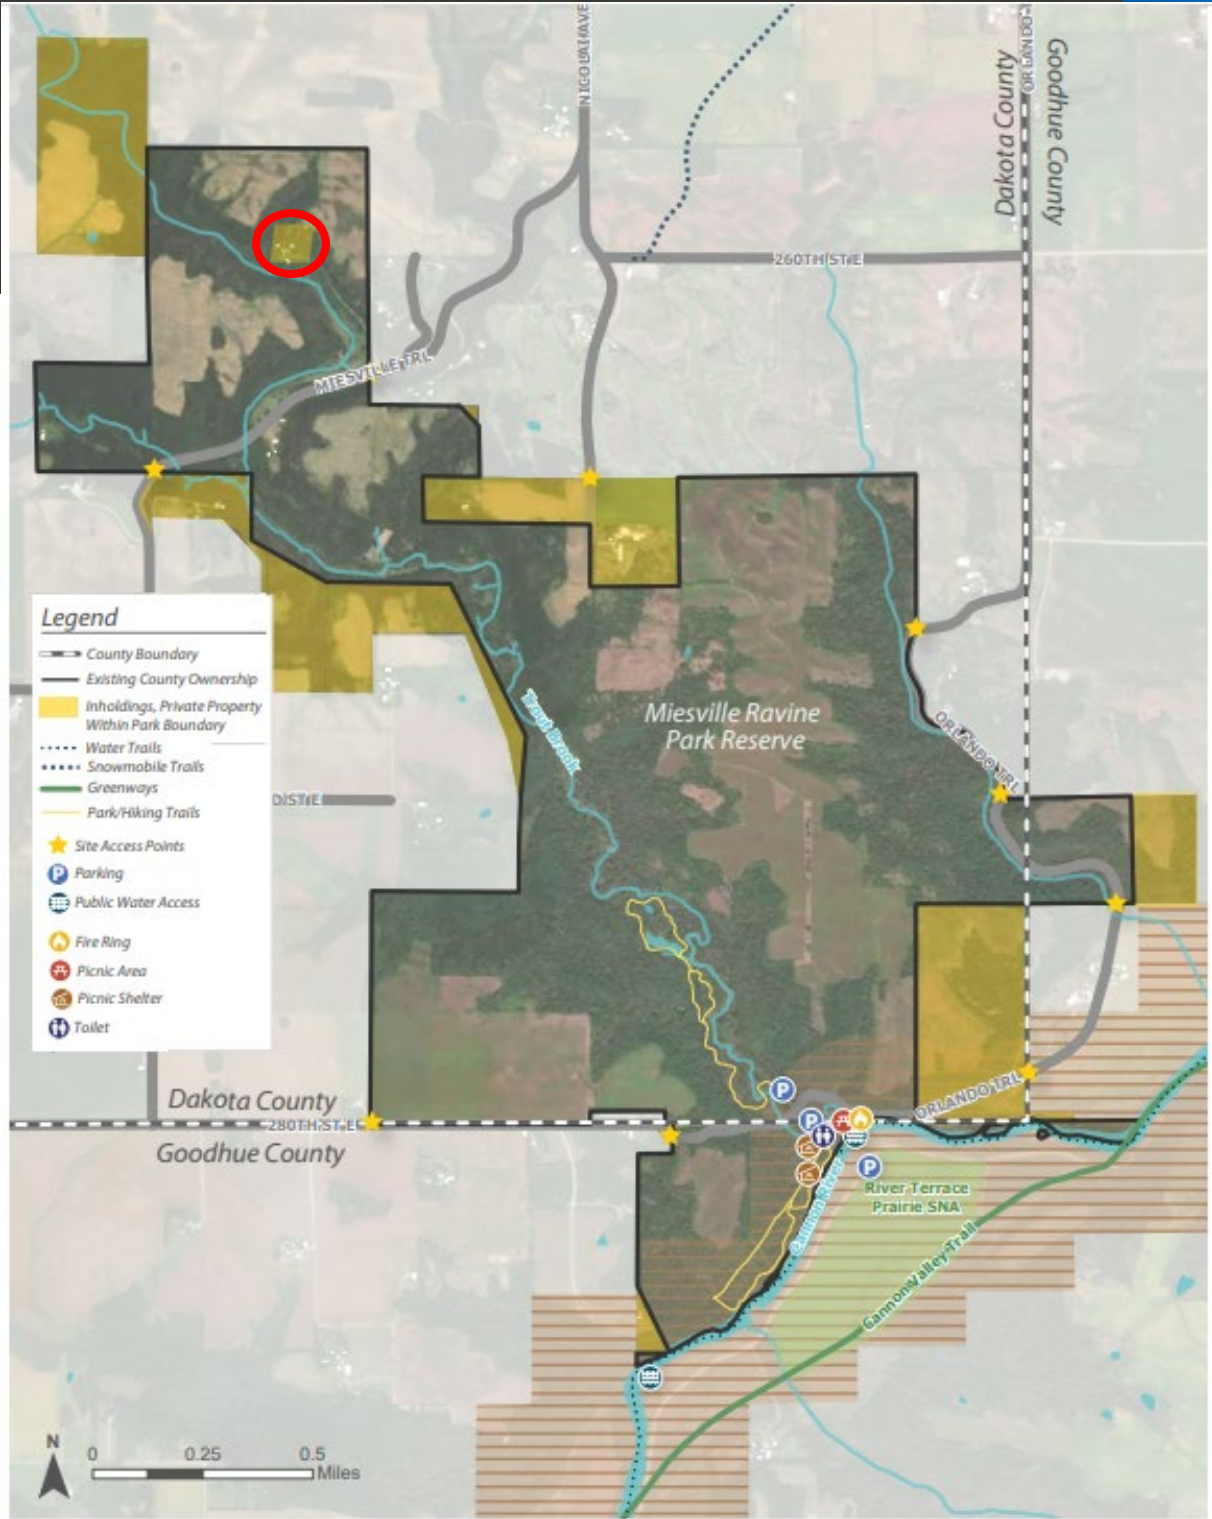 NICOLAI AVE
ORLANDO
Dakota County
Goodhue County
260TH ST E
MIESVILLE TRL
Legend
County Boundary
Existing County Ownership
Inholdings, Private Property
Within Park Boundary
Water Trails
Snowmobile Trails
Greenways
Park/Hiking Trails
Site Access Points
P Parking
Public Water Access
Fire Ring
Picnic Area
Picnic Shelter
Toilet
Trout Brook
Miesville Ravine
Park Reserve
ORLANDO TRL
ST E
P
ORLANDO TRL
Dakota County
280TH ST E
Goodhue County
P
P
Cannon River
River Terrace
Prairie SNA
Cannon Valley Trail
N
0 0.25 0.5
Miles